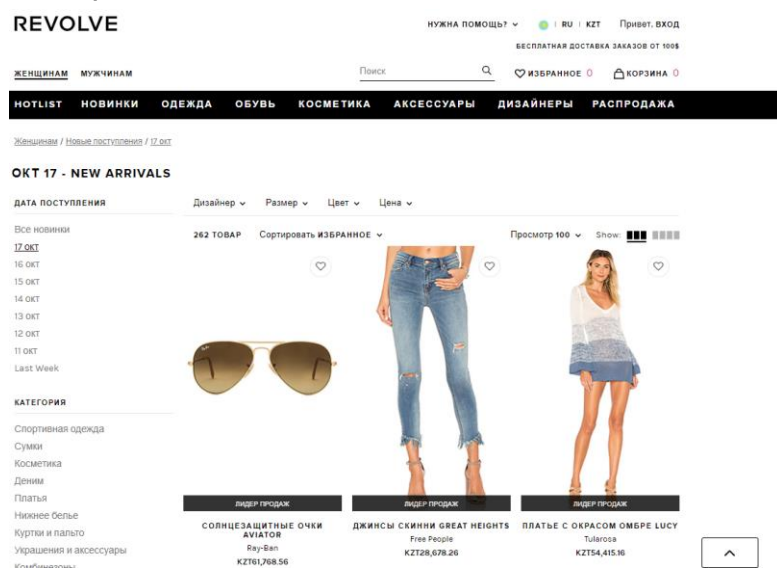 REVOLVE
НУЖНА ПОМОЩЬ? RU KZT Привет. ВХОД
БЕСПЛАТНАЯ ДОСТАВКА ЗАКАЗОВ ОТ 100$
ЖЕНЩИНАМ МУЖЧИНАМ Поиск ИЗБРАННОЕ 0 КОРЗИНА 0
HOTLIST НОВИНКИ ОДЕЖДА ОБУВЬ КОСМЕТИКА АКСЕССУАРЫ ДИЗАЙНЕРЫ РАСПРОДАЖА
Женщинам / Новые поступления / 17 окт
ОКТ 17 - NEW ARRIVALS
ДАТА ПОСТУПЛЕНИЯ Дизайнер Размер Цвет Цена
Все новинки 262 ТОВАР Сортировать ИЗБРАННОЕ Просмотр 100 Show:
17 окт
16 окт
15 окт
14 окт
13 окт
12 окт
11 окт
Last Week
КАТЕГОРИЯ
Спортивная одежда
Сумки
Косметика
Деним
Платья
Нижнее белье
Куртки и пальто
Украшения и аксессуары
Комбинезоны
Ray-Ban
ЛИДЕР ПРОДАЖ ЛИДЕР ПРОДАЖ ЛИДЕР ПРОДАЖ
СОЛНЦЕЗАЩИТНЫЕ ОЧКИ AVIATOR
Ray-Ban
KZT61,768.56
ДЖИНСЫ СКИННИ GREAT HEIGHTS
Free People
KZT28,678.26
ПЛАТЬЕ С ОКРАСОМ ОМБРЕ LUCY
Tularosa
KZT54,415.16